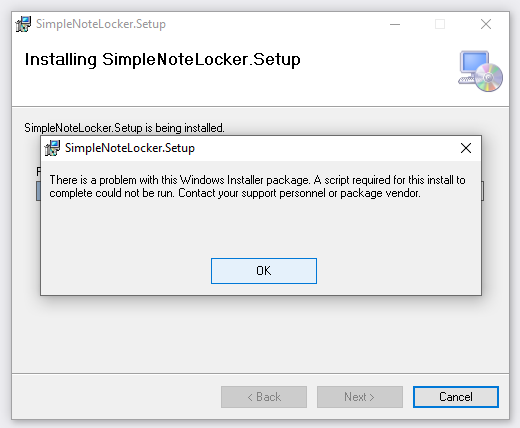 SimpleNoteLocker.Setup
Installing SimpleNoteLocker.Setup
SimpleNoteLocker.Setup is being installed.
SimpleNoteLocker.Setup
There is a problem with this Windows Installer package. A script required for this install to
complete could not be run. Contact your support personnel or package vendor.
OK
< Back
Next >
Cancel